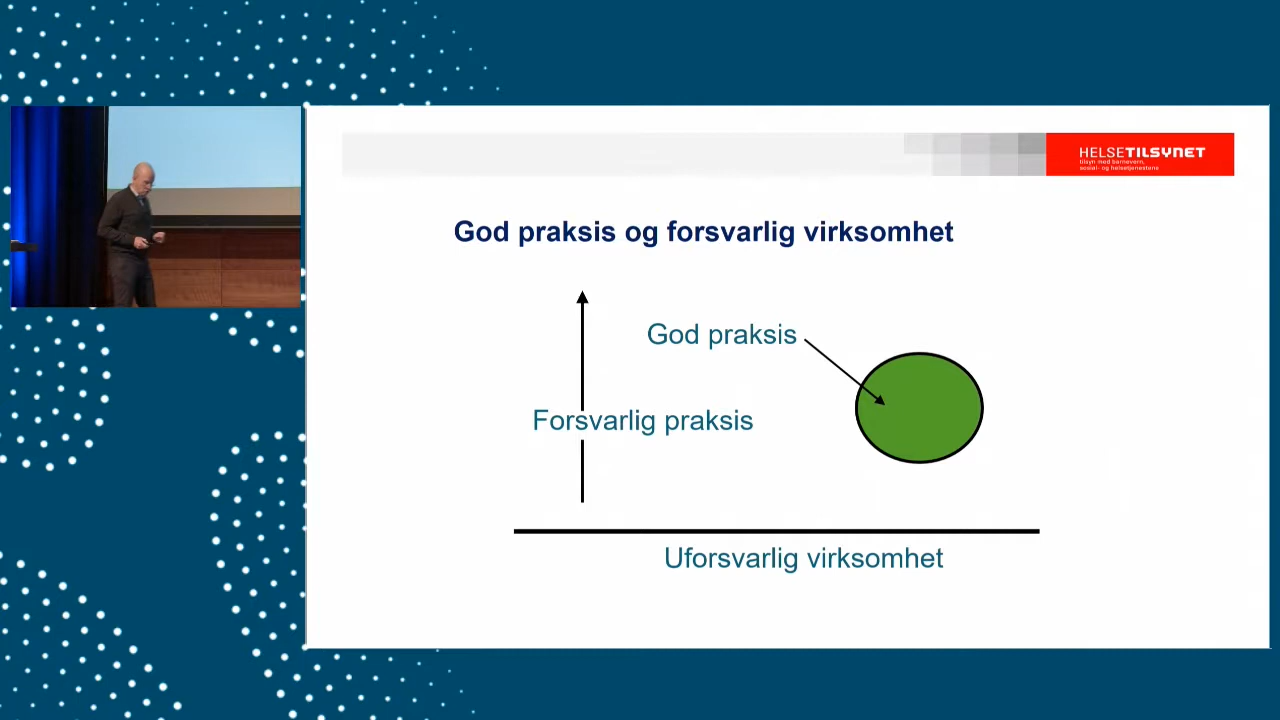 HELSETILSYNET
tilsyn med barnevern,
sosial- og helsetjenestene
God praksis og forsvarlig virksomhet
God praksis
Forsvarlig praksis
Uforsvarlig virksomhet